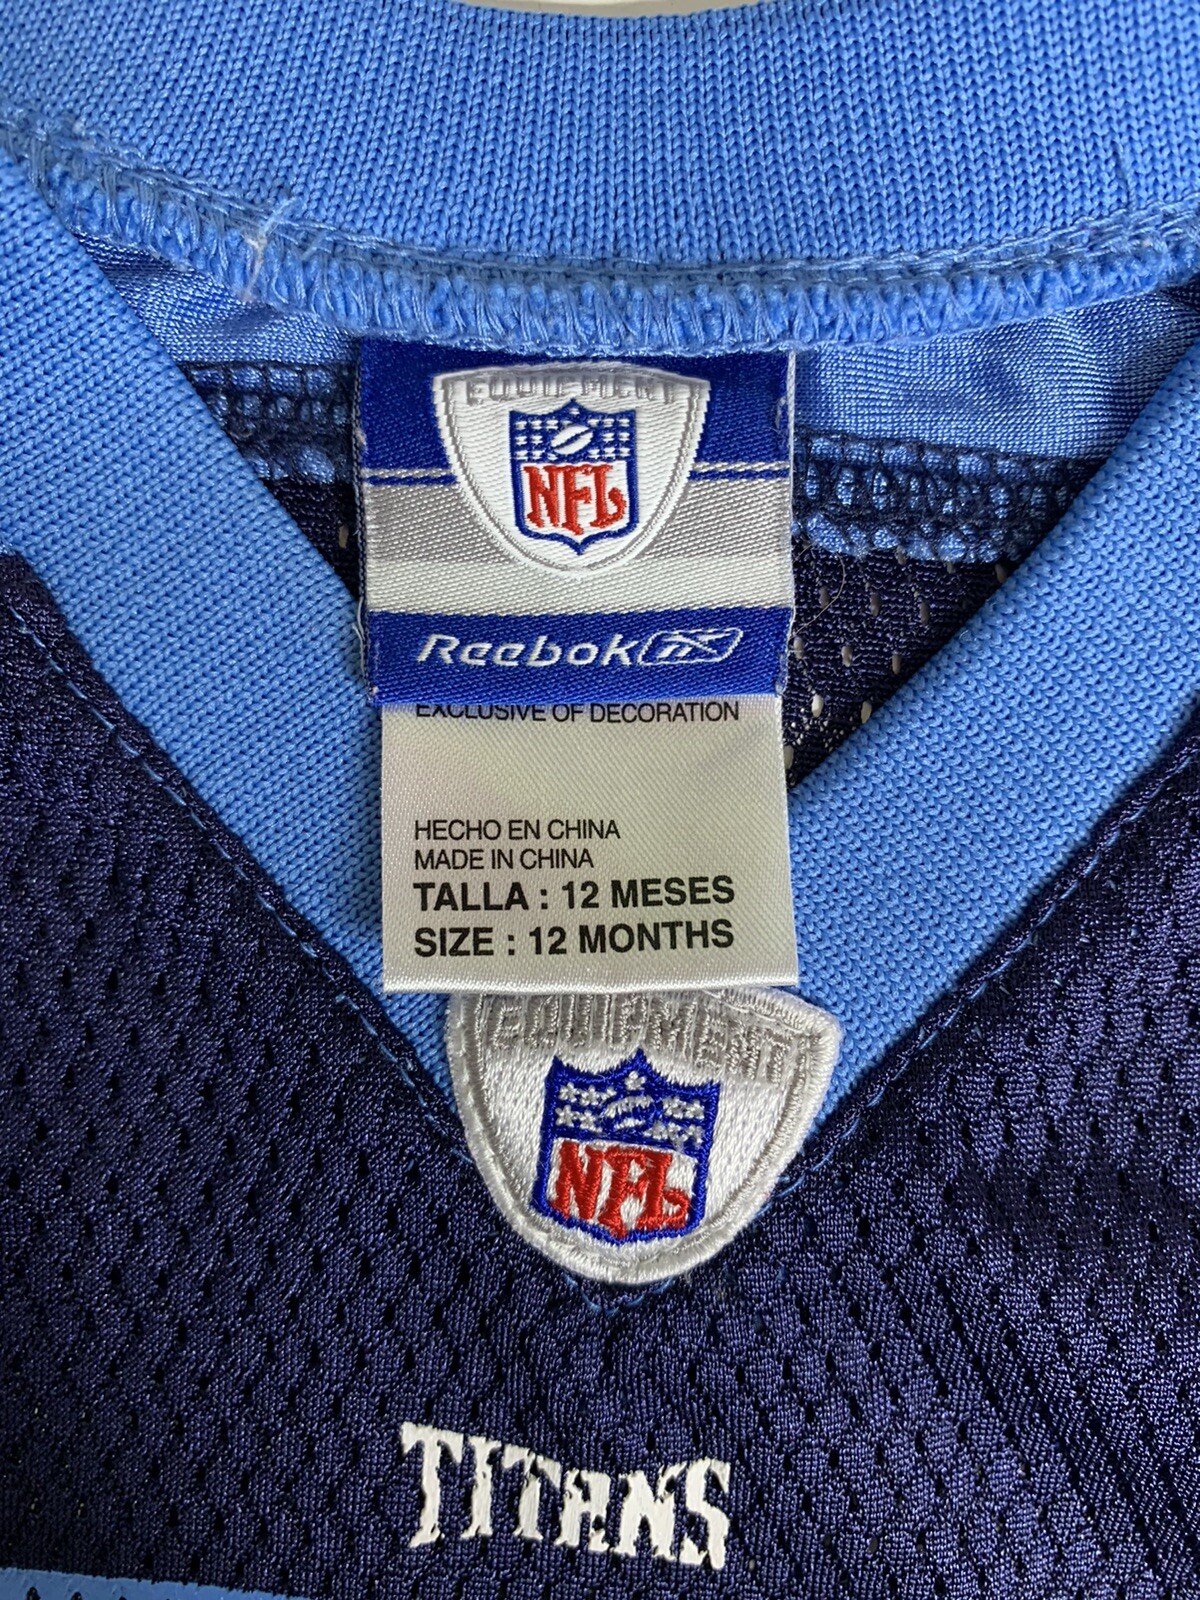 EQUIPMENT
NFL
Reebok
EXCLUSIVE OF DECORATION
HECHO EN CHINA
MADE IN CHINA
TALLA : 12 MESES
SIZE : 12 MONTHS
EQUIPMENT
NFL
TITANS